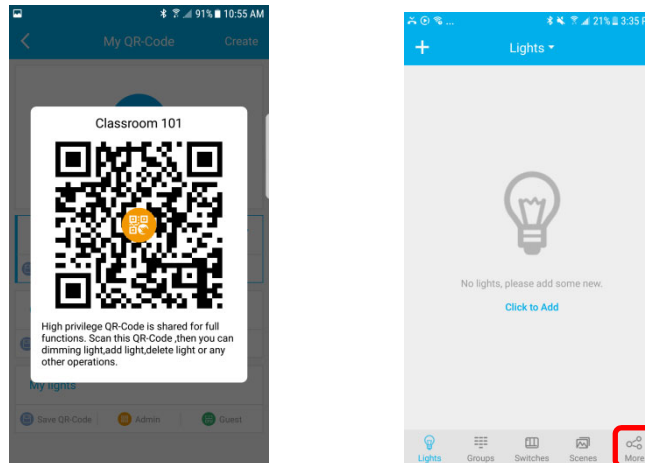 91% 10:55 AM
My QR-Code
Create
Classroom 101
High privilege QR-Code is shared for full
functions. Scan this QR-Code ,then you can
dimming light,add light,delete light or any
other operations.
My lights
Save QR-Code
Admin
Guest
... 21% 3:35 P
+ Lights
No lights, please add some new.
Click to Add
Lights
Groups
Switches
Scenes
More